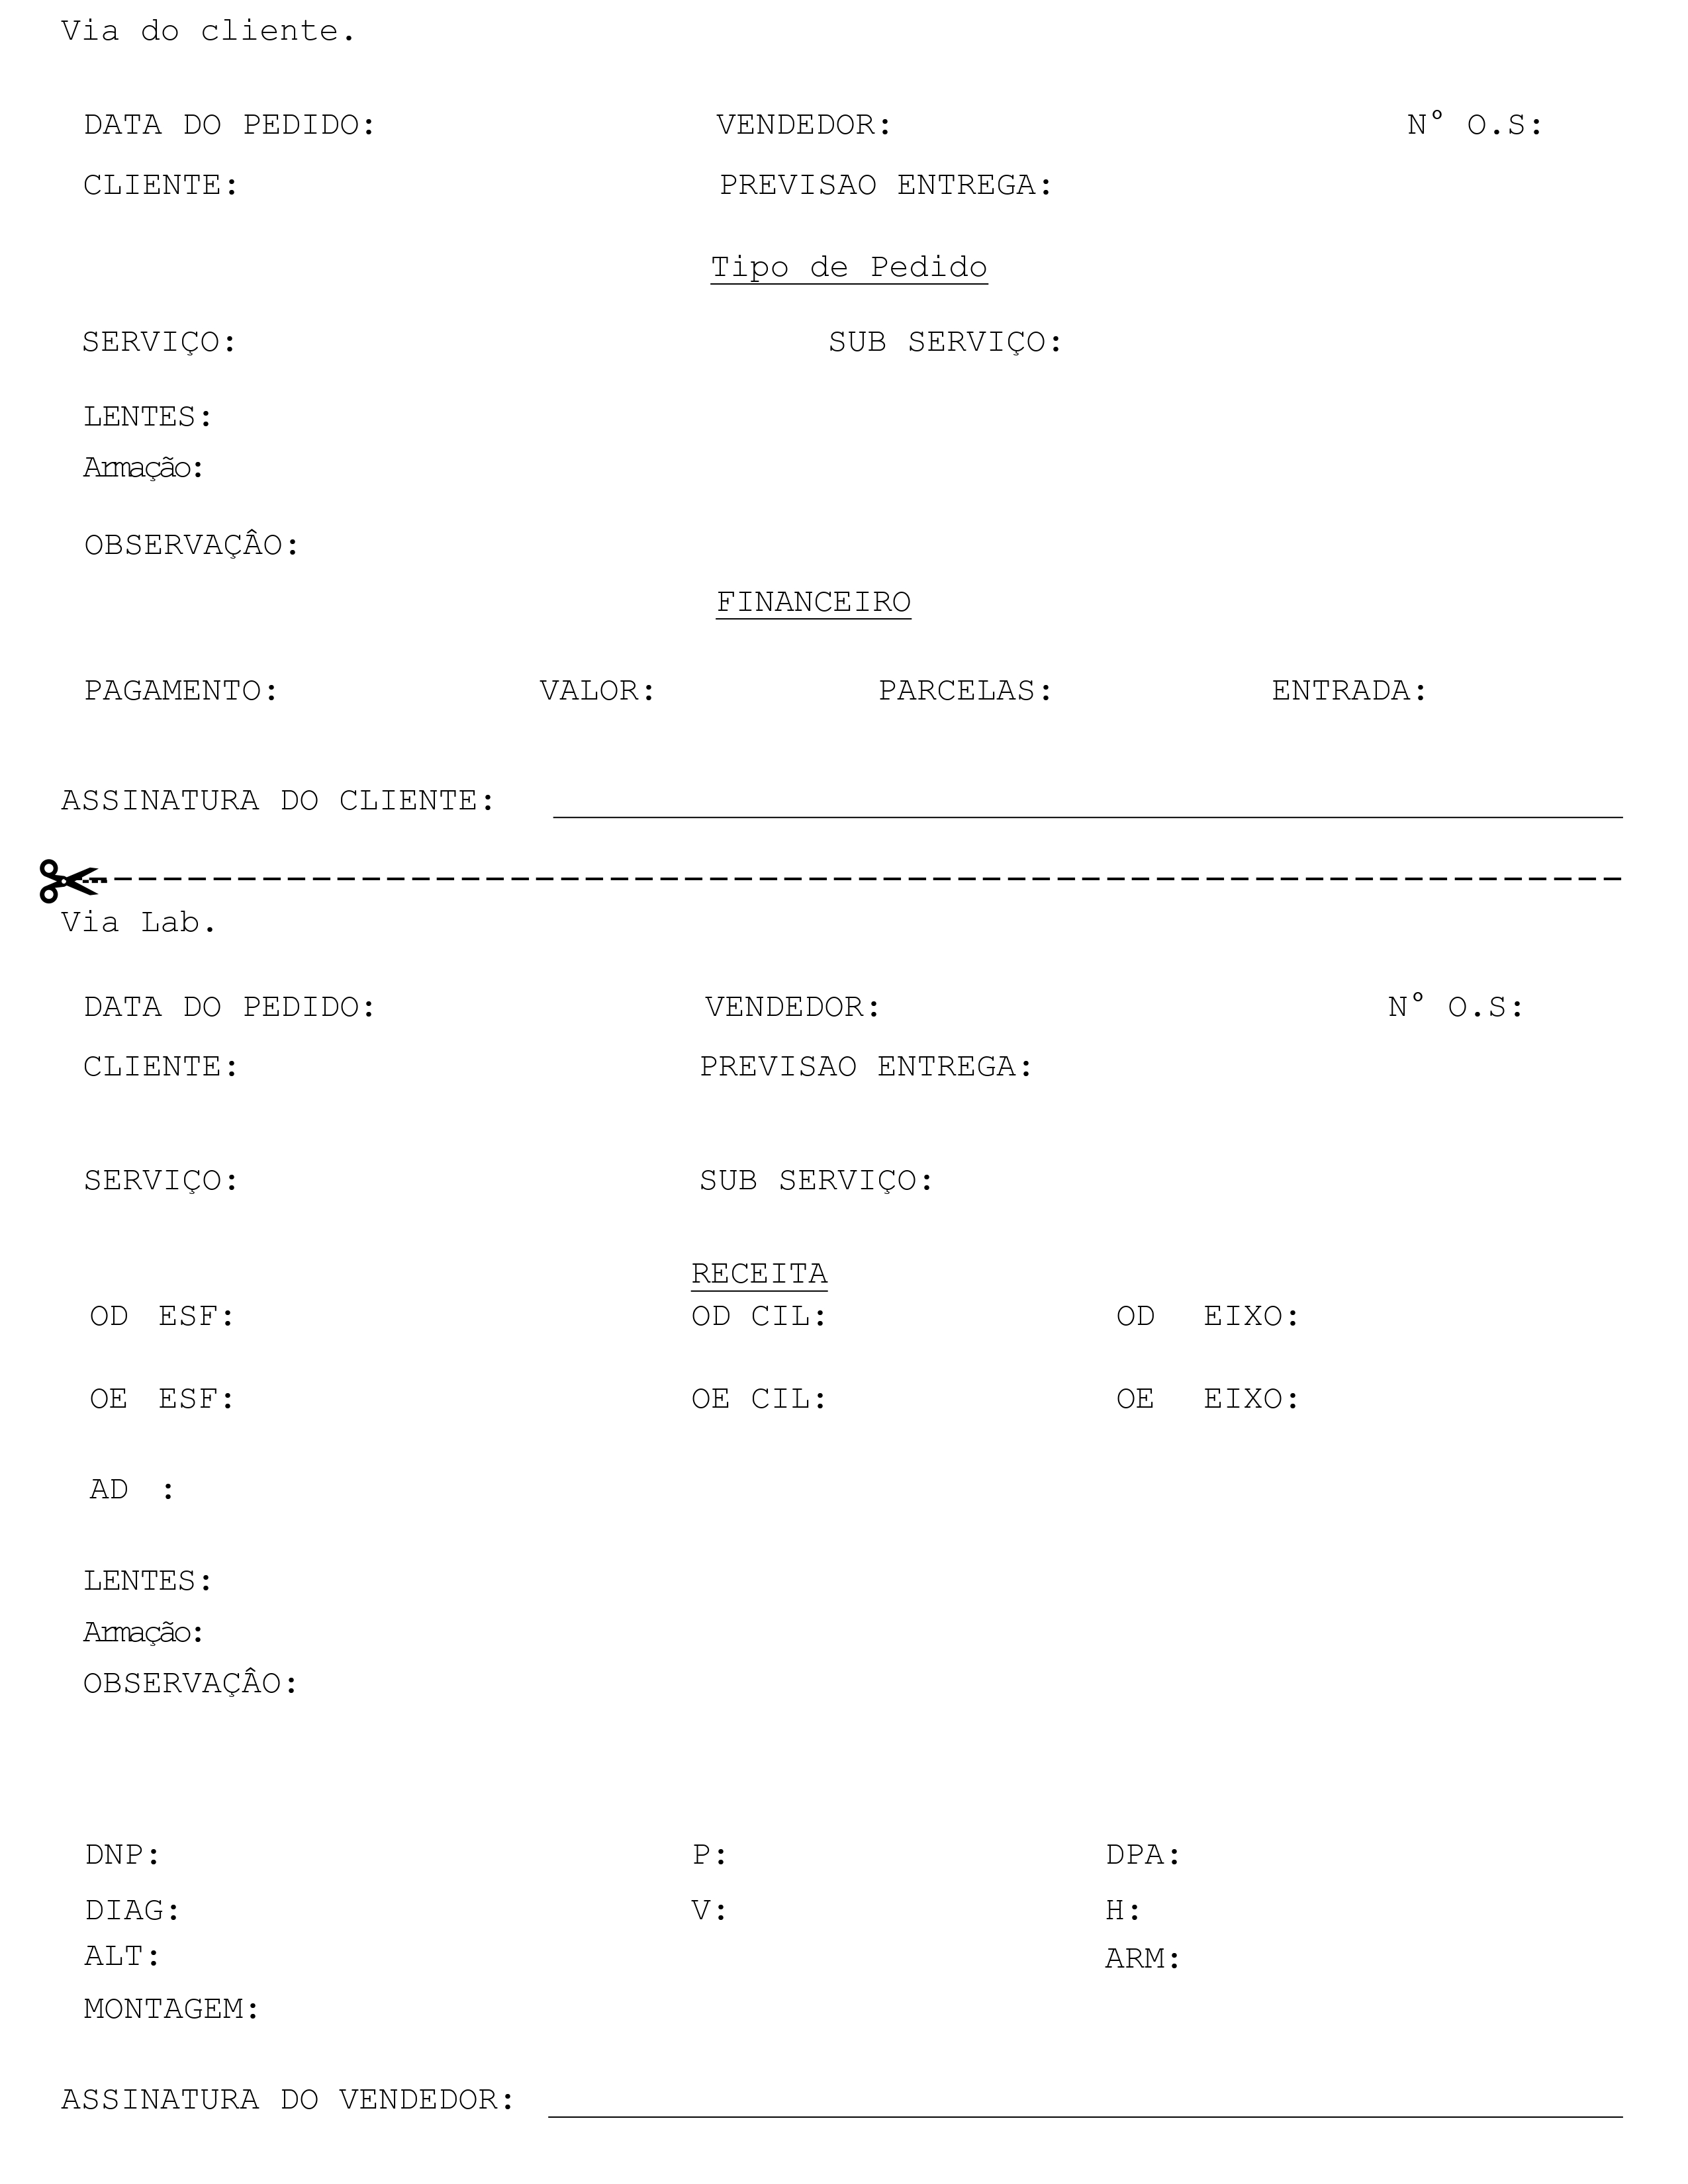 Via do cliente.
DATA DO PEDIDO: VENDEDOR: N° O.S:
CLIENTE: PREVISAO ENTREGA:
Tipo de Pedido
SERVIÇO: SUB SERVIÇO:
LENTES:
Armação:
OBSERVAÇÂO:
FINANCEIRO
PAGAMENTO: VALOR: PARCELAS: ENTRADA:
ASSINATURA DO CLIENTE:
Via Lab.
DATA DO PEDIDO: VENDEDOR: N° O.S:
CLIENTE: PREVISAO ENTREGA:
SERVIÇO: SUB SERVIÇO:
RECEITA
OD ESF: OD CIL: OD EIXO:
OE ESF: OE CIL: OE EIXO:
AD :
LENTES:
Armação:
OBSERVAÇÂO:
DNP: P: DPA:
DIAG: V: H:
ALT: ARM:
MONTAGEM:
ASSINATURA DO VENDEDOR: